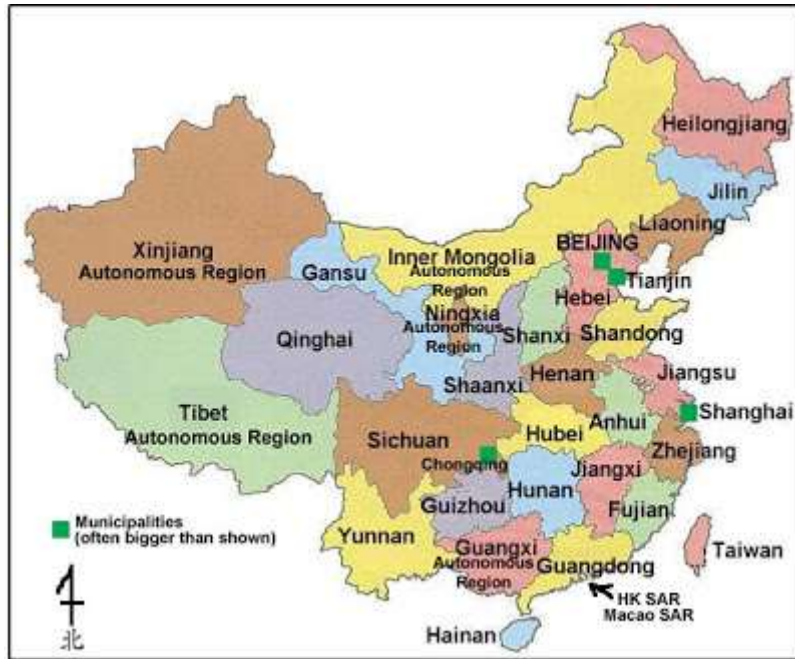 Heilongjiang
Jilin
Liaoning
BEIJING
Tianjin
Hebei
Inner Mongolia
Autonomous
Region
Xinjiang
Autonomous Region
Gansu
Ningxia
Autonomous
Region
Shanxi
Shandong
Qinghai
Shaanxi
Henan
Jiangsu
Tibet
Autonomous Region
Anhui
Shanghai
Sichuan
Hubei
Zhejiang
Chongqing
Jiangxi
Hunan
Guizhou
Fujian
Municipalities
(often bigger than shown)
Yunnan
Guangxi
Autonomous
Region
Guangdong
Taiwan
HK SAR
Macao SAR
Hainan
北